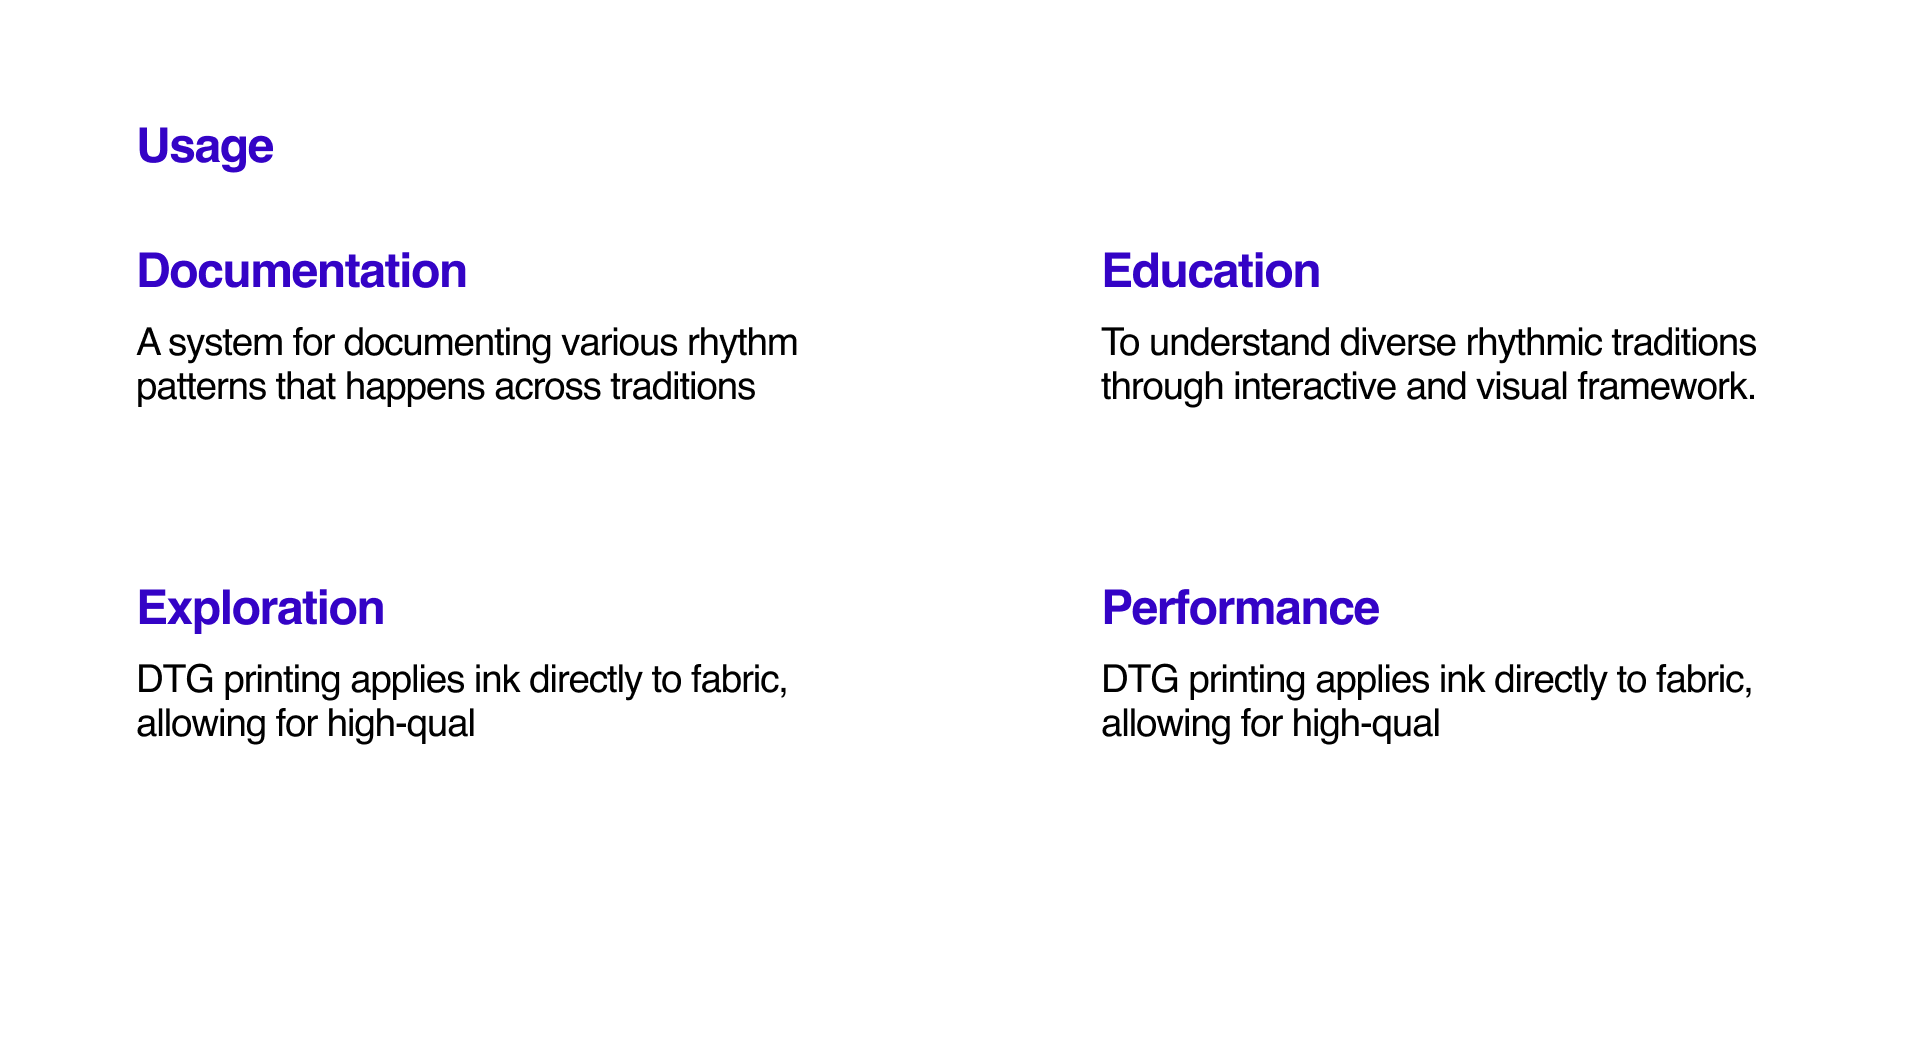 Usage
Documentation
A system for documenting various rhythm
patterns that happens across traditions
Education
To understand diverse rhythmic traditions
through interactive and visual framework.
Exploration
DTG printing applies ink directly to fabric,
allowing for high-qual
Performance
DTG printing applies ink directly to fabric,
allowing for high-qual